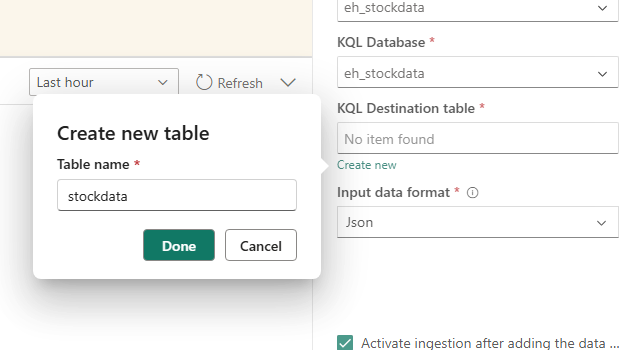 eh_stockdata
KQL Database *
eh_stockdata
Last hour
Refresh
KQL Destination table *
No item found
Create new
Create new table
Table name *
stockdata
Done
Cancel
Input data format *
Json
Activate ingestion after adding the data ...